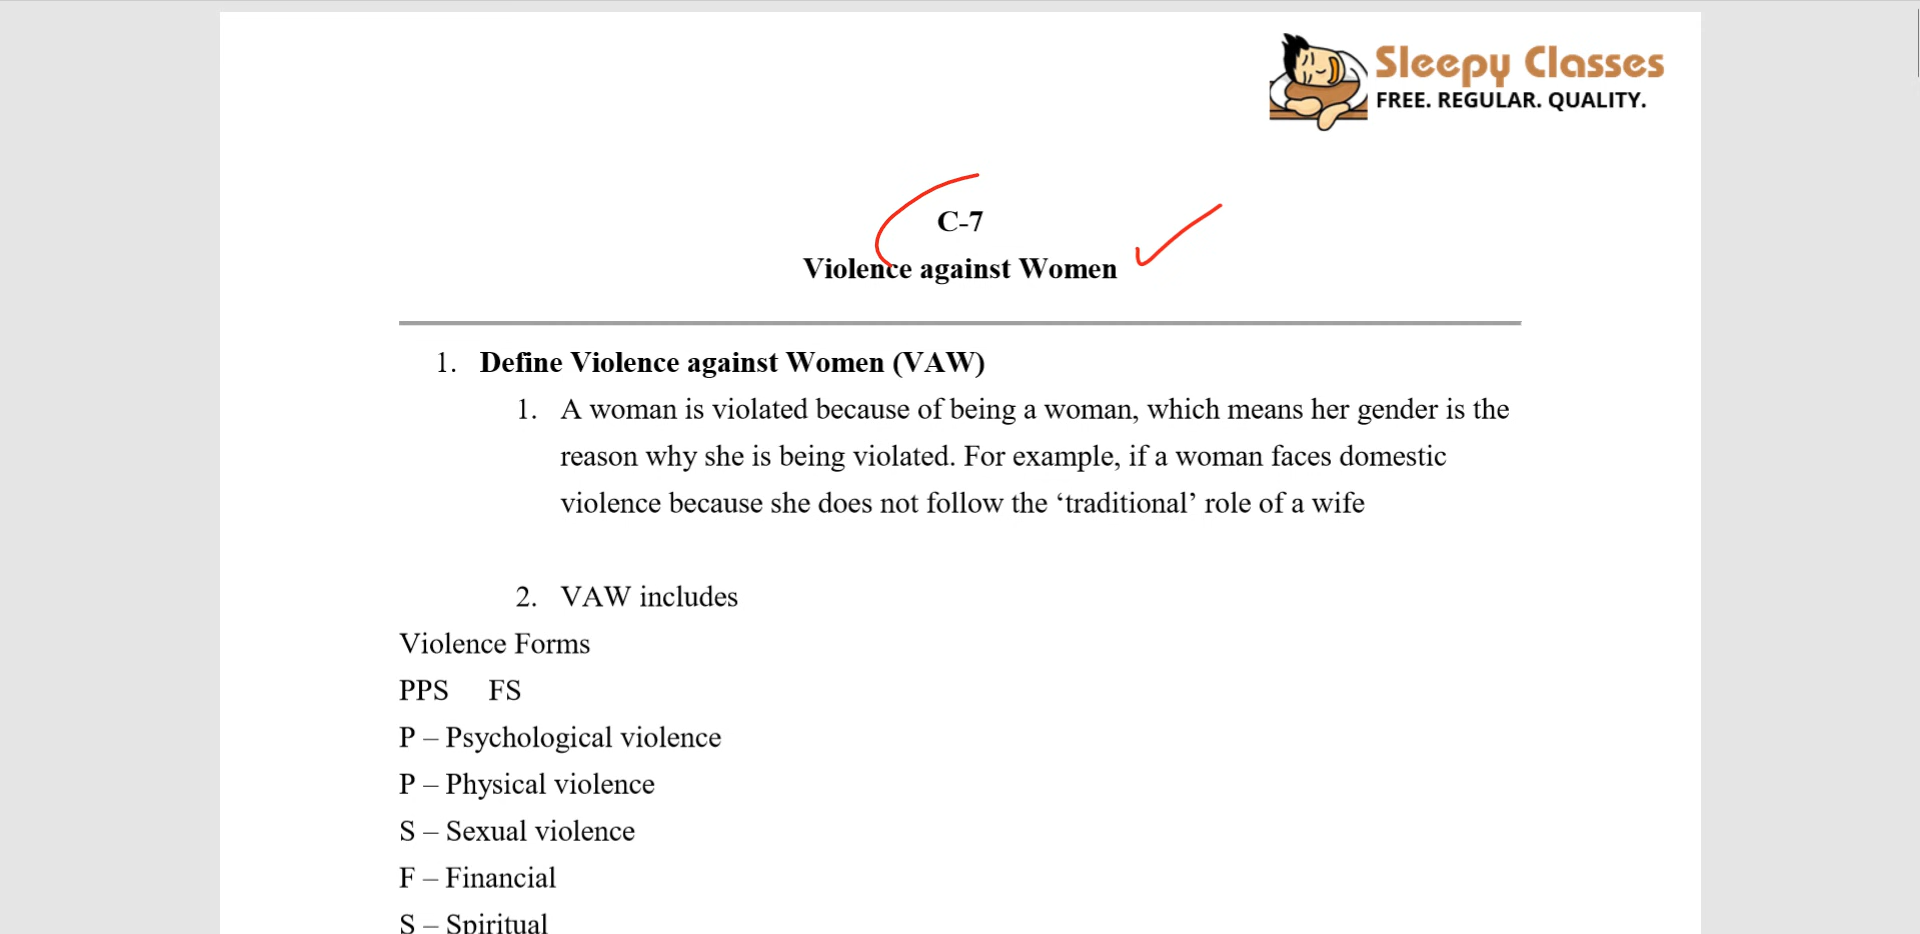 Sleepy Classes
FREE. REGULAR. QUALITY.
C-7
Violence against Women
1. Define Violence against Women (VAW)
1. A woman is violated because of being a woman, which means her gender is the
reason why she is being violated. For example, if a woman faces domestic
violence because she does not follow the ‘traditional’ role of a wife
2. VAW includes
Violence Forms
PPS FS
P – Psychological violence
P – Physical violence
S – Sexual violence
F – Financial
S – Spiritual